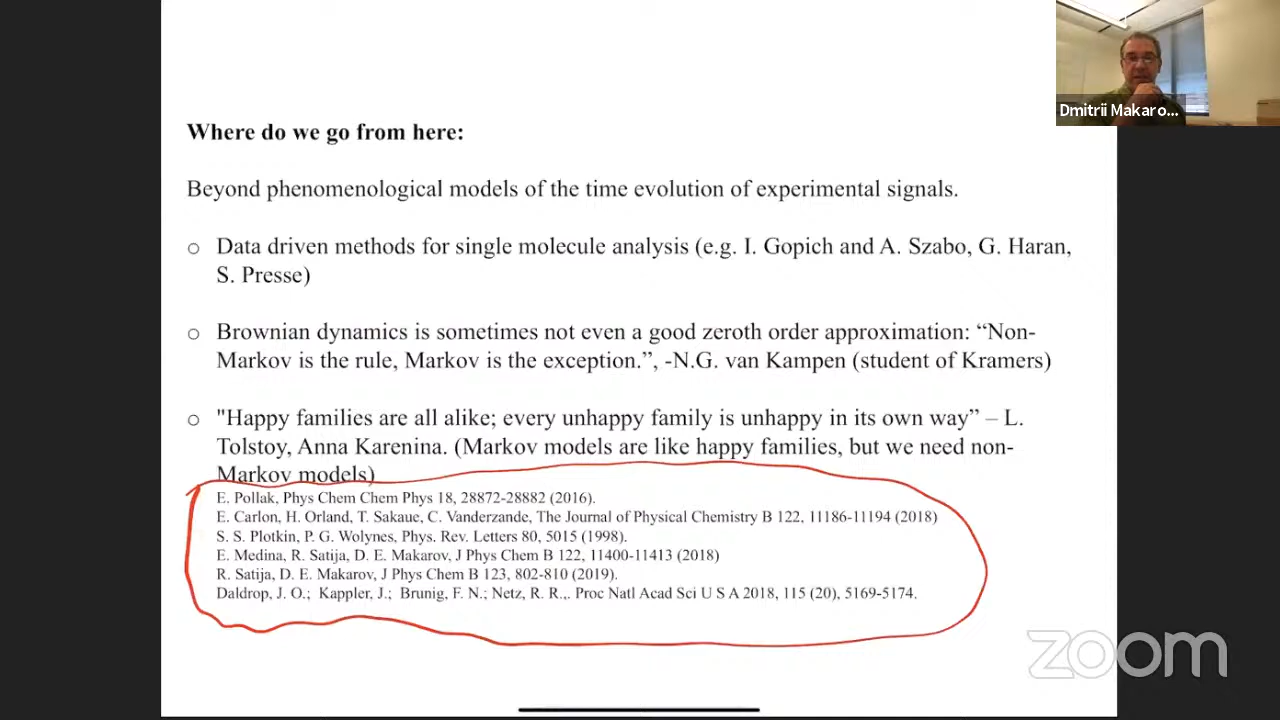 Dmitrii Makaro...
Where do we go from here:
Beyond phenomenological models of the time evolution of experimental signals.
o Data driven methods for single molecule analysis (e.g. I. Gopich and A. Szabo, G. Haran,
S. Presse)
o Brownian dynamics is sometimes not even a good zeroth order approximation: “Non-
Markov is the rule, Markov is the exception.”, -N.G. van Kampen (student of Kramers)
o "Happy families are all alike; every unhappy family is unhappy in its own way” – L.
Tolstoy, Anna Karenina. (Markov models are like happy families, but we need non-
Markov models)
E. Pollak, Phys Chem Chem Phys 18, 28872-28882 (2016).
E. Carlon, H. Orland, T. Sakaue, C. Vanderzande, The Journal of Physical Chemistry B 122, 11186-11194 (2018)
S. S. Plotkin, P. G. Wolynes, Phys. Rev. Letters 80, 5015 (1998).
E. Medina, R. Satija, D. E. Makarov, J Phys Chem B 122, 11400-11413 (2018)
R. Satija, D. E. Makarov, J Phys Chem B 123, 802-810 (2019).
Daldrop, J. O.; Kappler, J.; Brunig, F. N.; Netz, R. R.,. Proc Natl Acad Sci U S A 2018, 115 (20), 5169-5174.
zoom